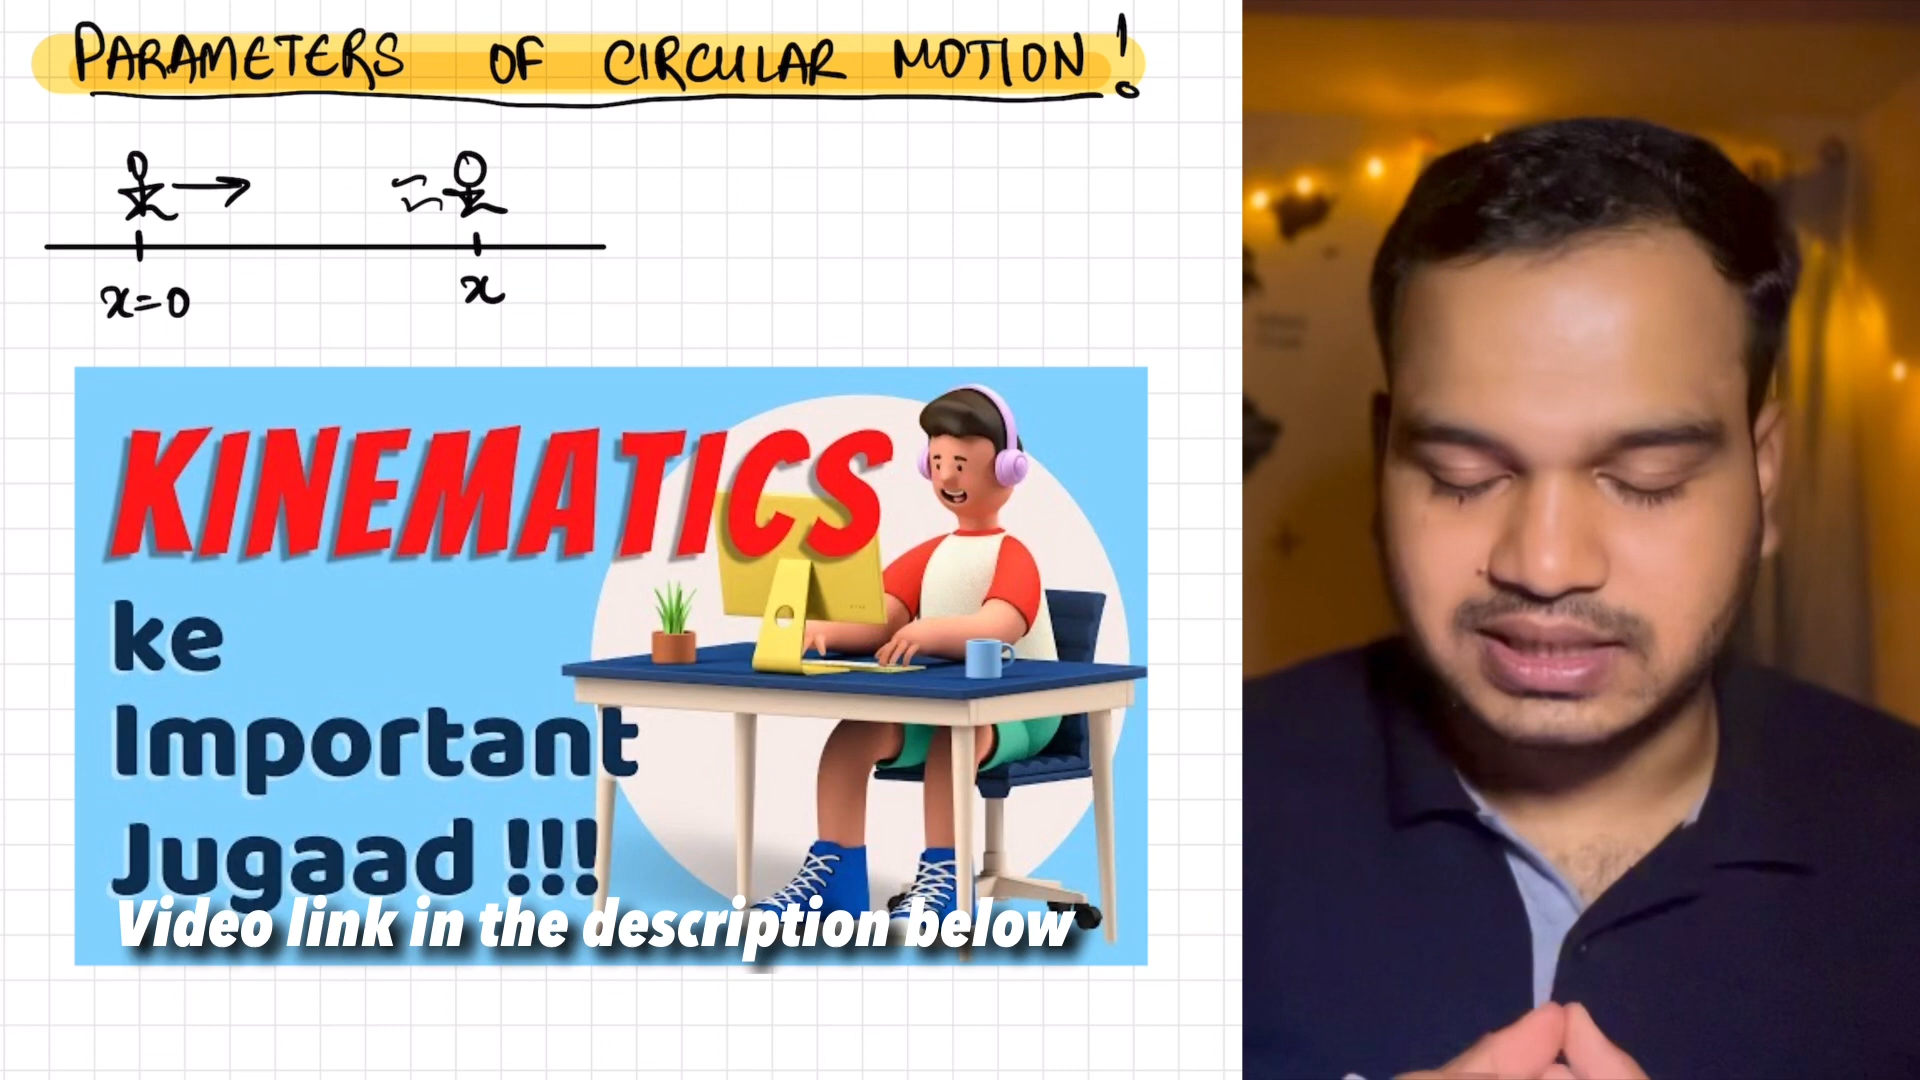 PARAMETERS OF CIRCULAR MOTION!
x=0
x
KINEMATICS
ke
Important
Jugaad !!!
Video link in the description below